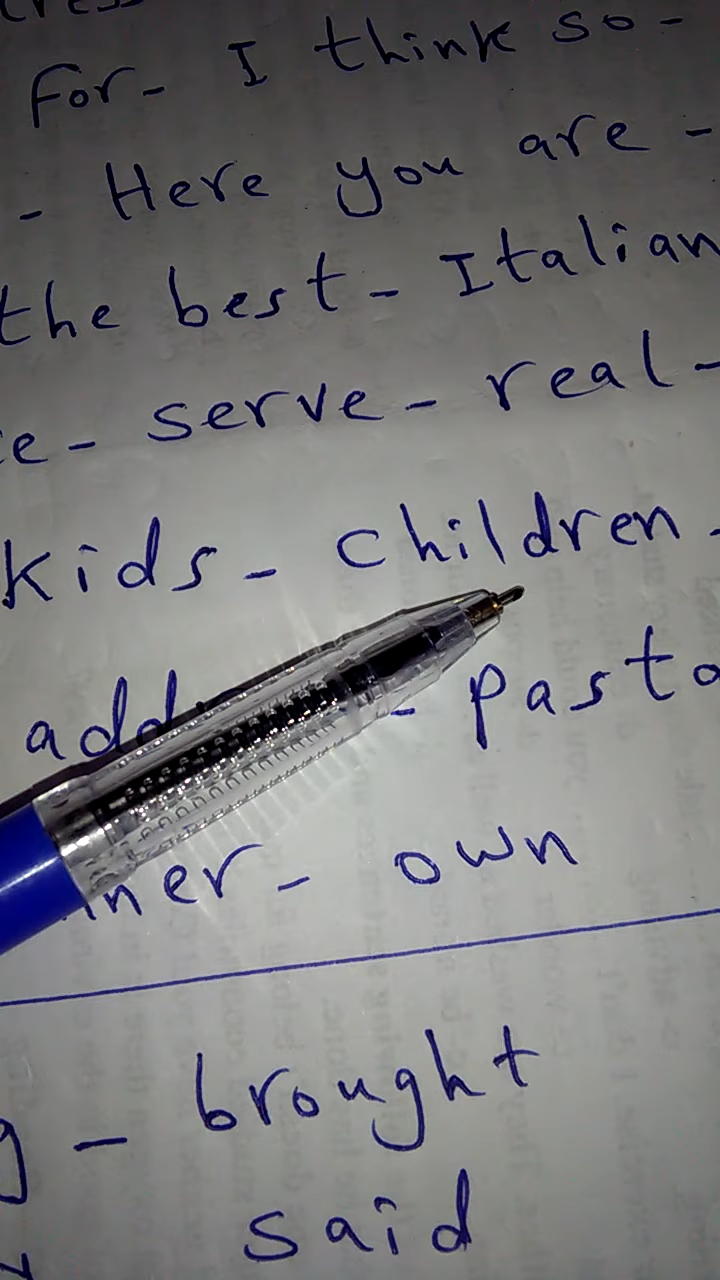 For- I think so-
- Here you are -
the best - Italian
- serve - real -
kids - children -
- pasta
- own
- brought
said